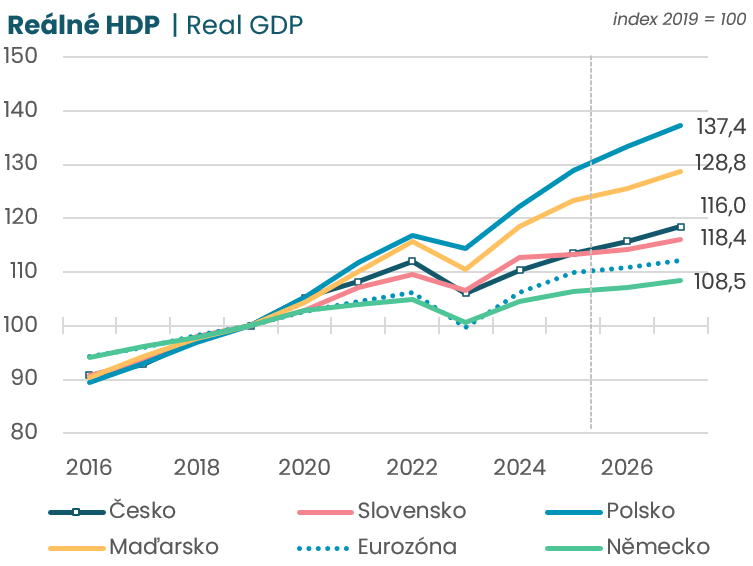 Reálné HDP | Real GDP
index 2019 = 100
150
140
130
120
110
100
90
80
137,4
128,8
116,0
118,4
108,5
2016 2018 2020 2022 2024 2026
Česko Slovensko Polsko
Maďarsko Eurozóna Německo